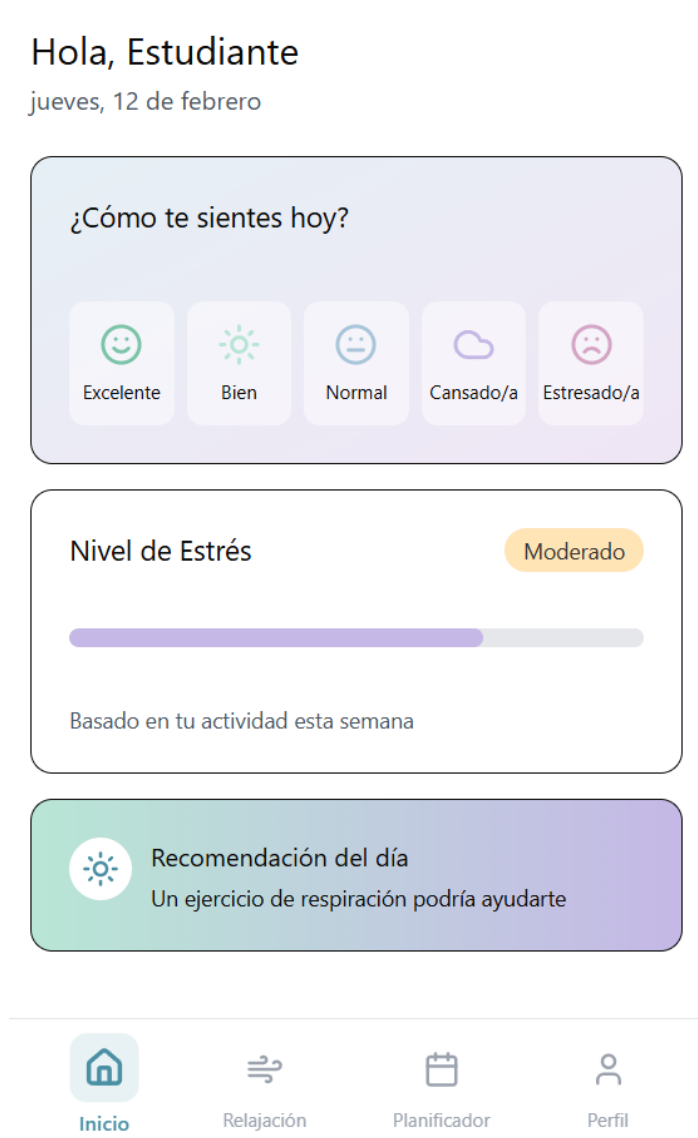 Hola, Estudiante
jueves, 12 de febrero
¿Cómo te sientes hoy?
Excelente
Bien
Normal
Cansado/a
Estresado/a
Nivel de Estrés
Moderado
Basado en tu actividad esta semana
Recomendación del día
Un ejercicio de respiración podría ayudarte
Inicio
Relajación
Planificador
Perfil